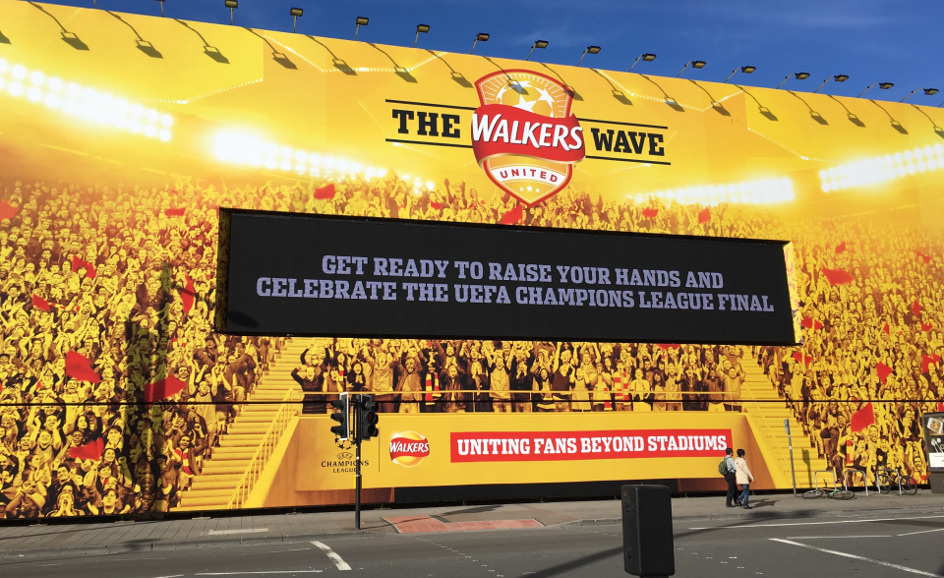 THE WALKERS WAVE
UNITED
GET READY TO RAISE YOUR HANDS AND
CELEBRATE THE UEFA CHAMPIONS LEAGUE FINAL
UEFA
CHAMPIONS
LEAGUE
WALKERS
UNITING FANS BEYOND STADIUMS